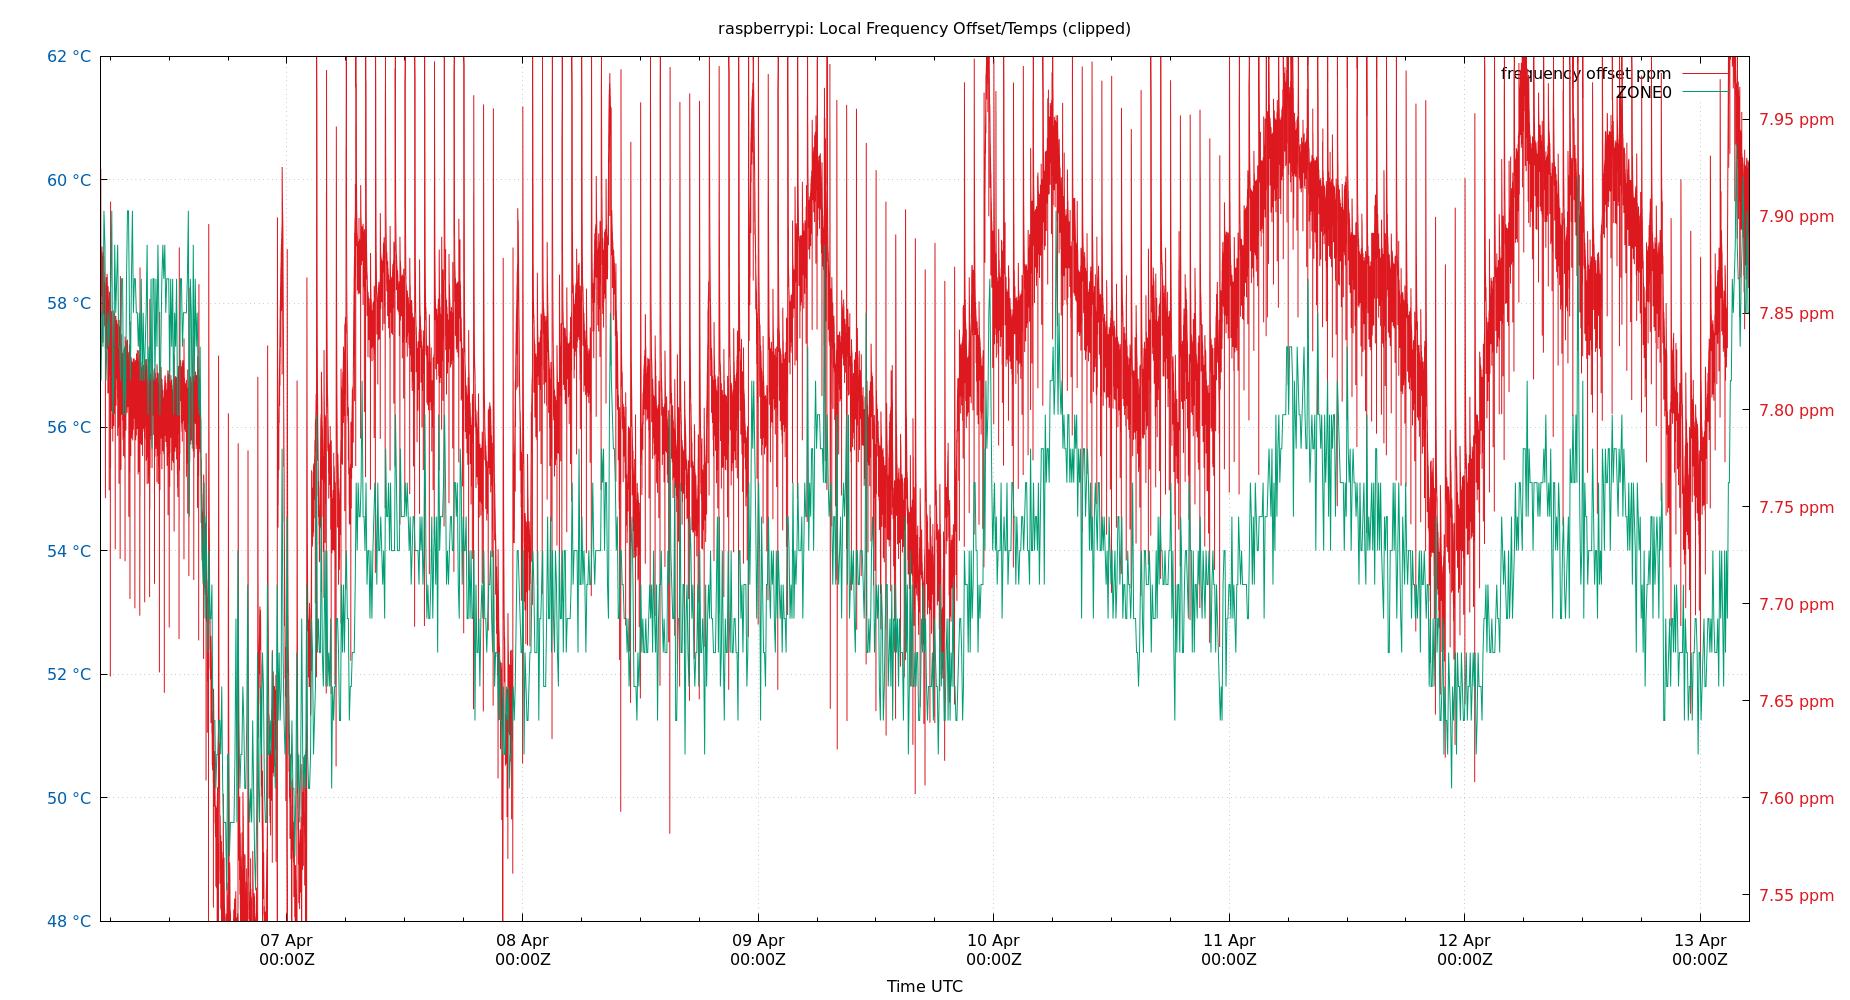 raspberrypi: Local Frequency Offset/Temps (clipped)
62 °C
60 °C
58 °C
56 °C
54 °C
52 °C
50 °C
48 °C
frequency offset ppm
ZONE0
7.95 ppm
7.90 ppm
7.85 ppm
7.80 ppm
7.75 ppm
7.70 ppm
7.65 ppm
7.60 ppm
7.55 ppm
07 Apr
00:00Z
08 Apr
00:00Z
09 Apr
00:00Z
10 Apr
00:00Z
11 Apr
00:00Z
12 Apr
00:00Z
13 Apr
00:00Z
Time UTC